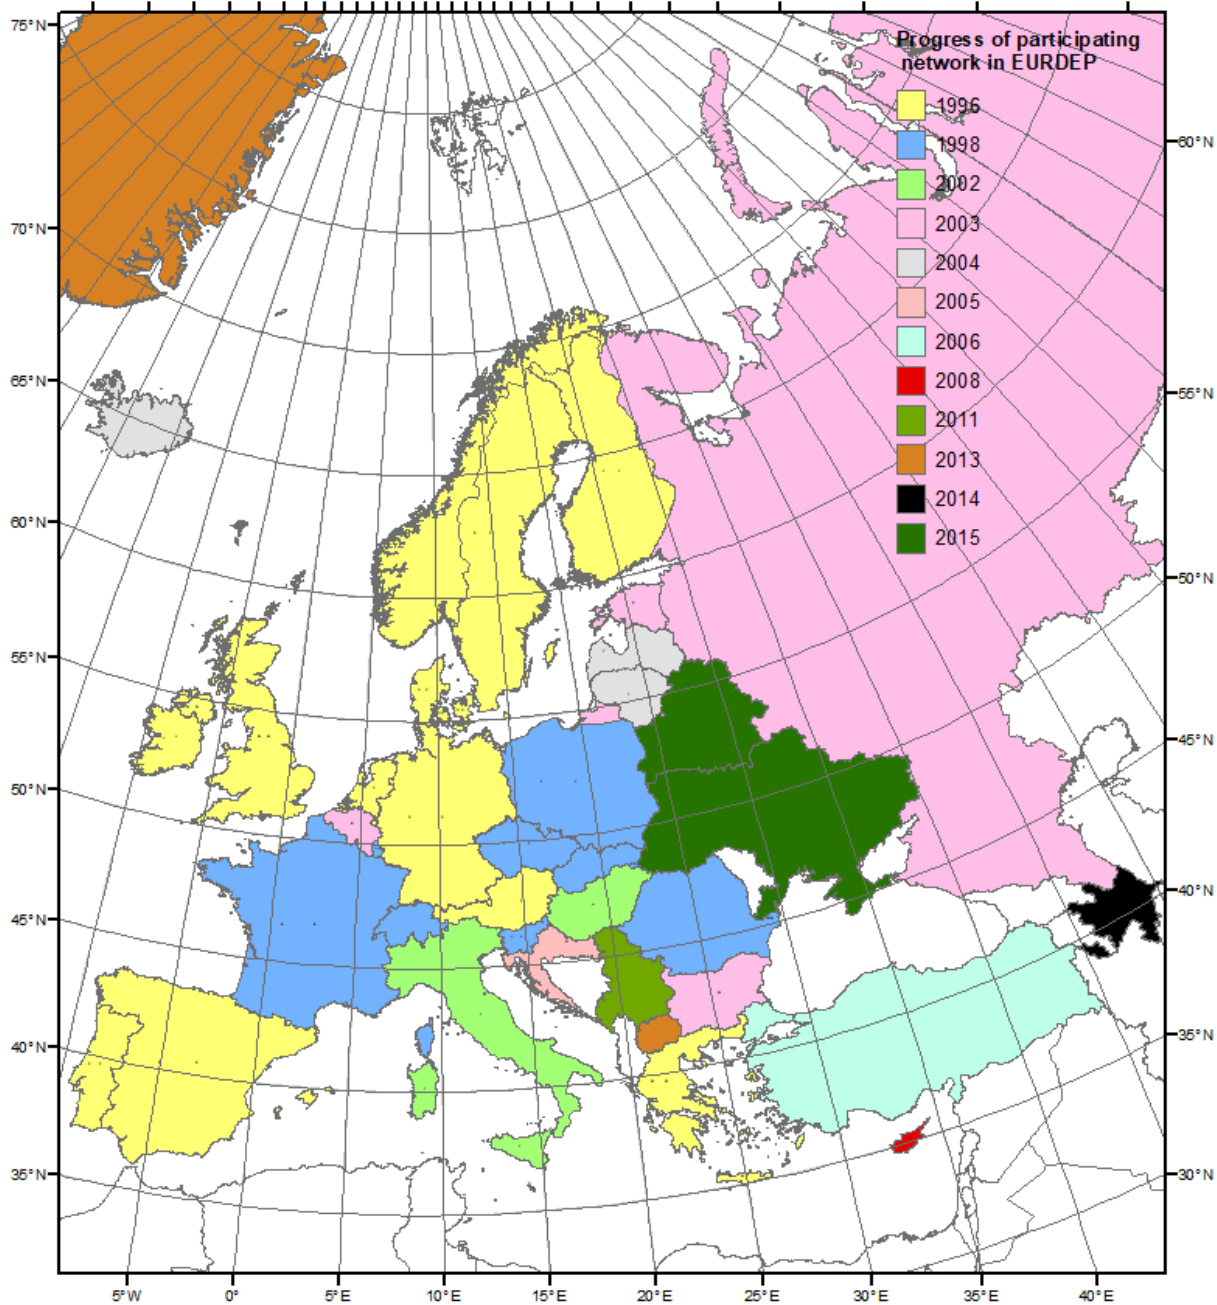 75°N
Progress of participating
network in EURDEP
1996
1998
60°N
2002
2003
70°N
2004
2005
2006
65°N
2008
55°N
2011
2013
2014
60°N
2015
50°N
55°N
45°N
50°N
40°N
45°N
35°N
40°N
35°N
30°N
5°W
0°
5°E
10°E
15°E
20°E
25°E
30°E
35°E
40°E